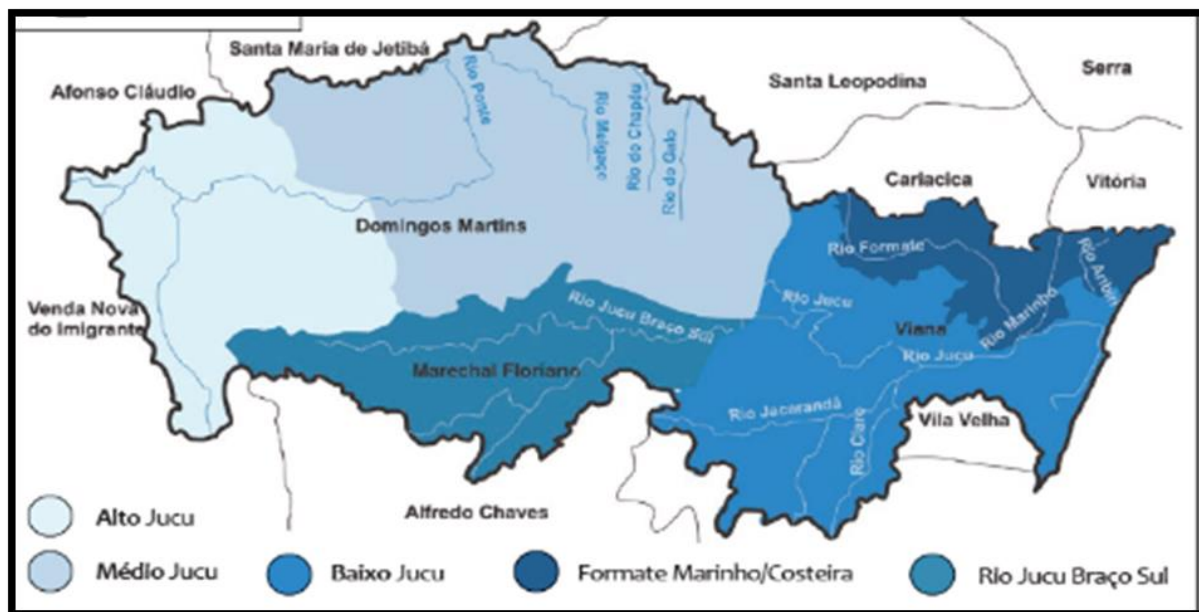 Santa Maria de Jetibá
Afonso Cláudio
Santa Leopodina
Serra
Rio Ponte
Rio Melgaço
Rio do Chapéu
Rio do Galo
Cariacica
Vitória
Domingos Martins
Rio Formate
Rio Aribiri
Venda Nova
do Imigrante
Rio Jucu Braço Sul
Rio Jucu
Rio Marinho
Viana
Rio Jucu
Marechal Floriano
Rio Jacarandá
Rio Claro
Vila Velha
Alfredo Chaves
Alto Jucu
Médio Jucu
Baixo Jucu
Formate Marinho/Costeira
Rio Jucu Braço Sul